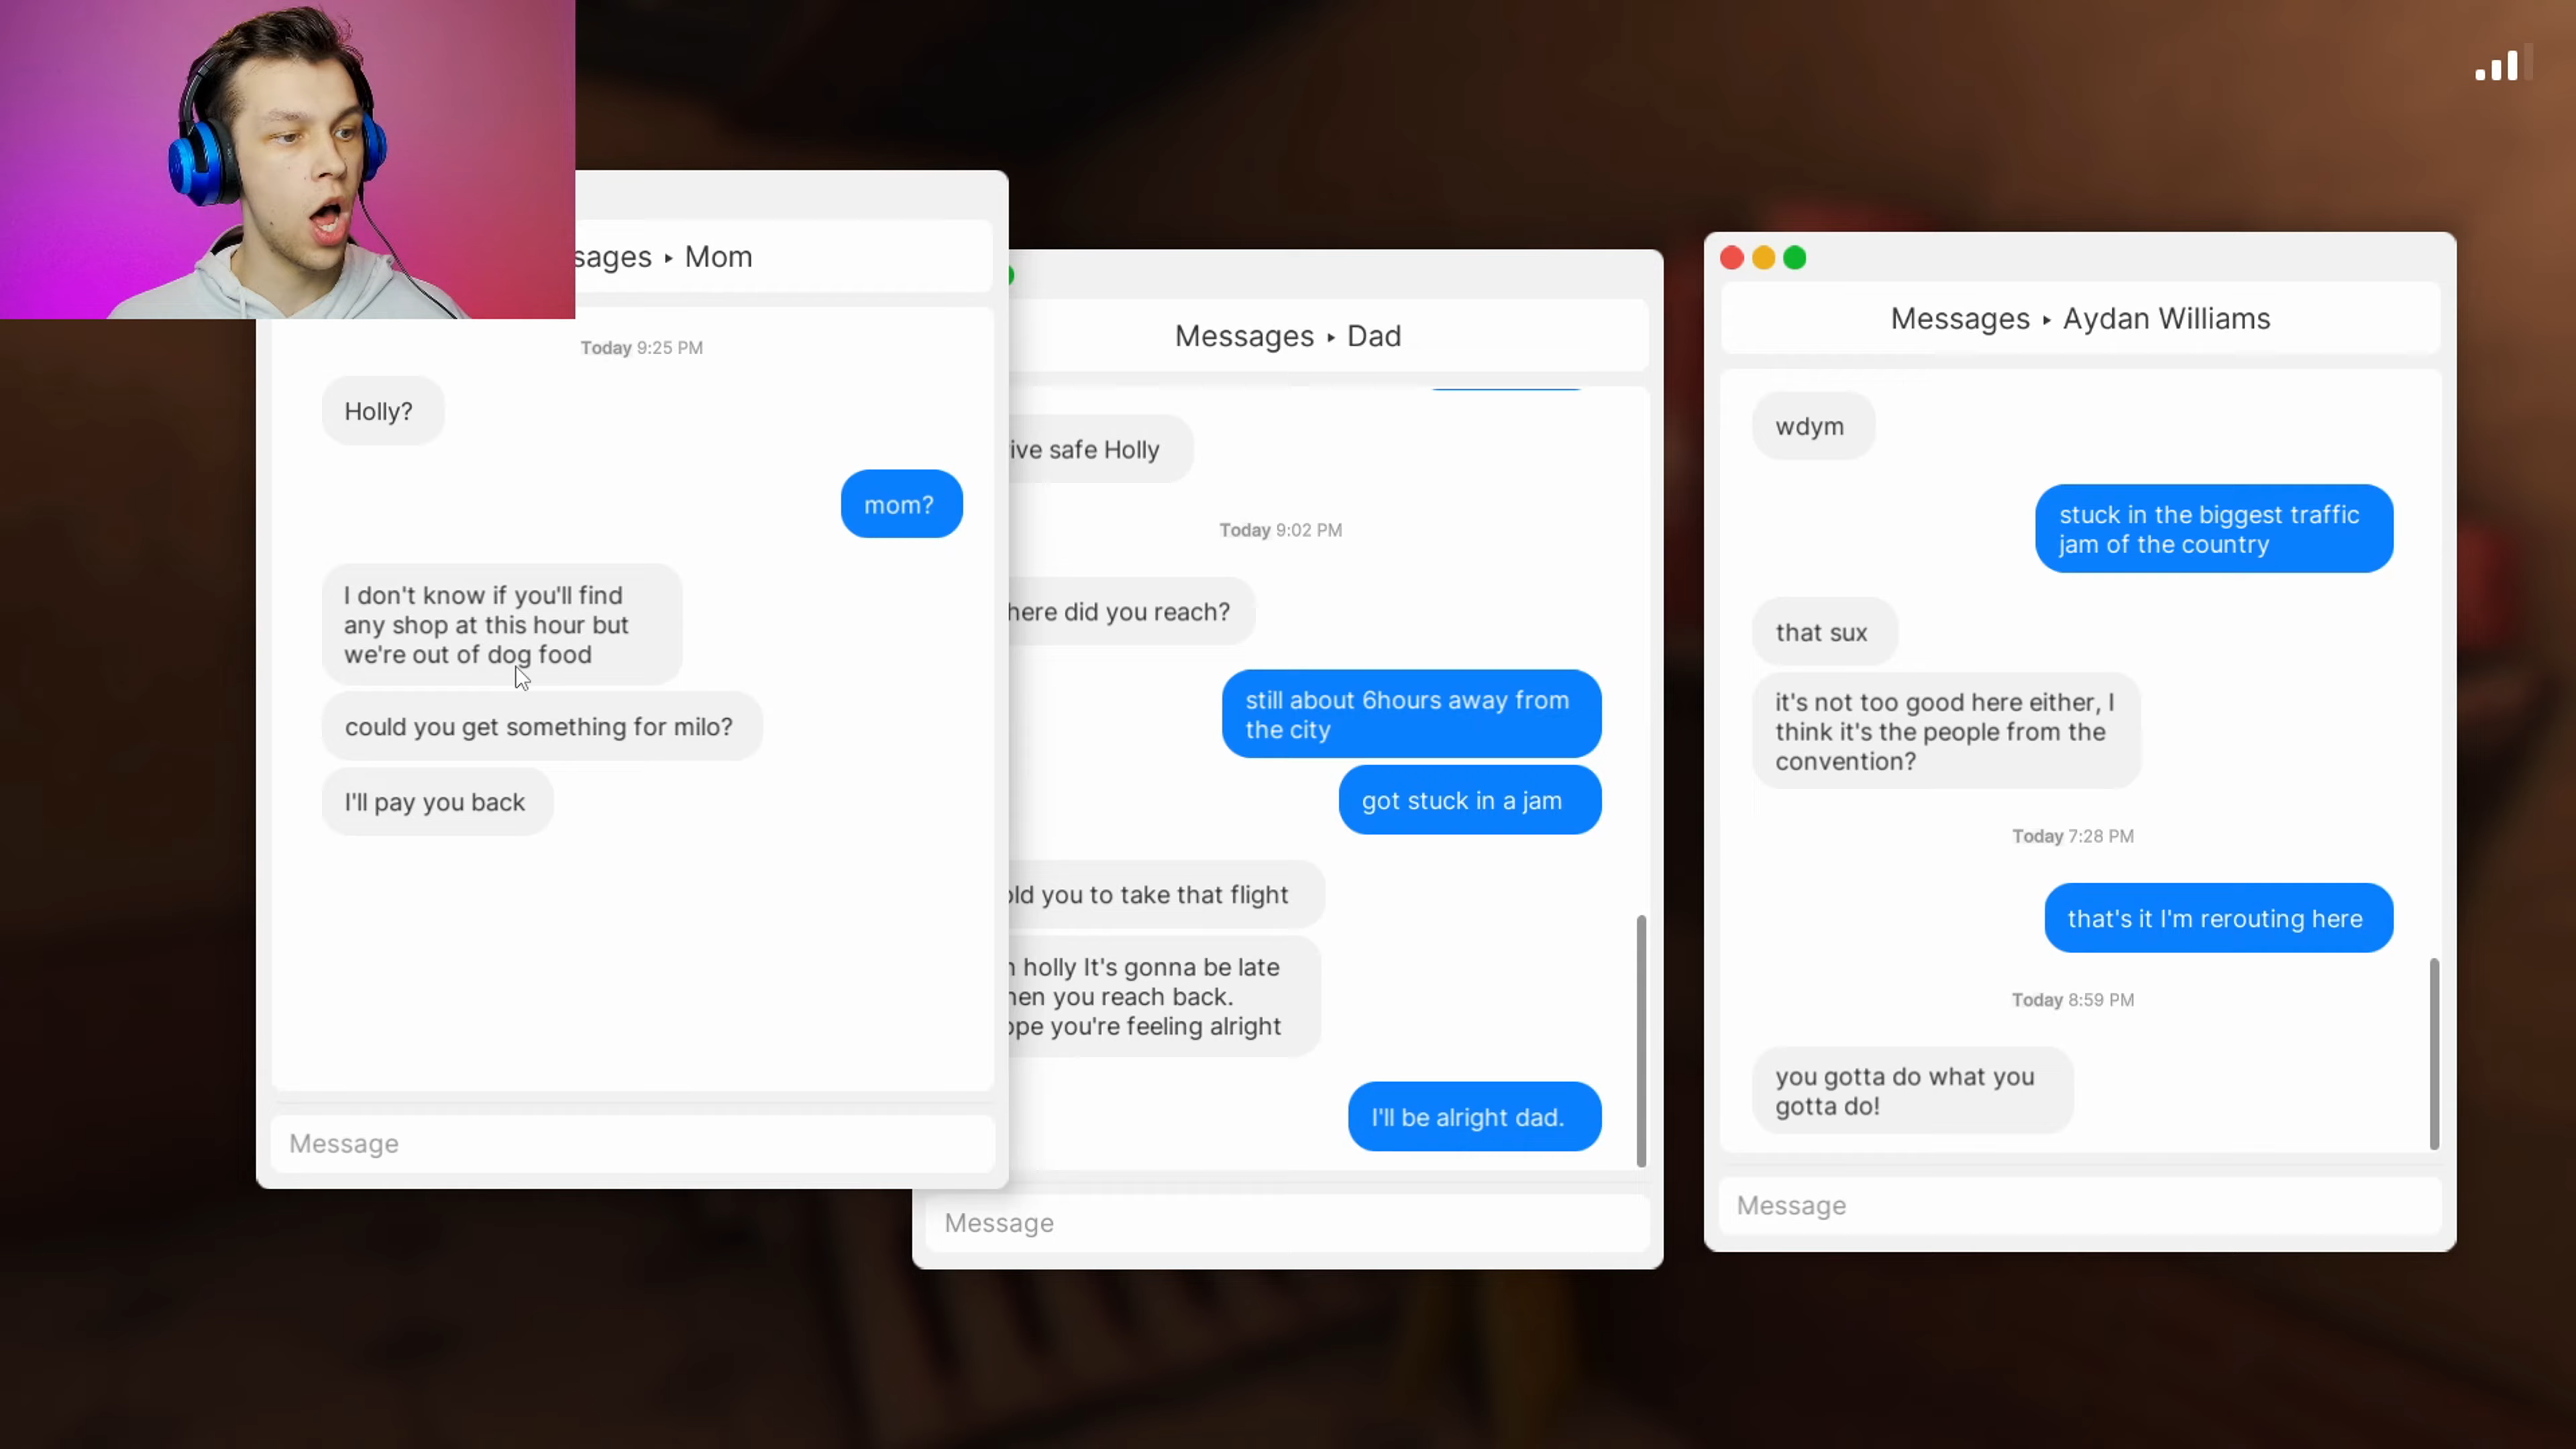 sages ▸ Mom
Today 9:25 PM
Holly?
mom?
I don't know if you'll find
any shop at this hour but
we're out of dog food
could you get something for milo?
I'll pay you back
Message
Messages ▸ Dad
ive safe Holly
Today 9:02 PM
here did you reach?
still about 6hours away from
the city
got stuck in a jam
old you to take that flight
holly It's gonna be late
hen you reach back.
ope you're feeling alright
I'll be alright dad.
Message
Messages ▸ Aydan Williams
wdym
stuck in the biggest traffic
jam of the country
that sux
it's not too good here either, I
think it's the people from the
convention?
Today 7:28 PM
that's it I'm rerouting here
Today 8:59 PM
you gotta do what you
gotta do!
Message